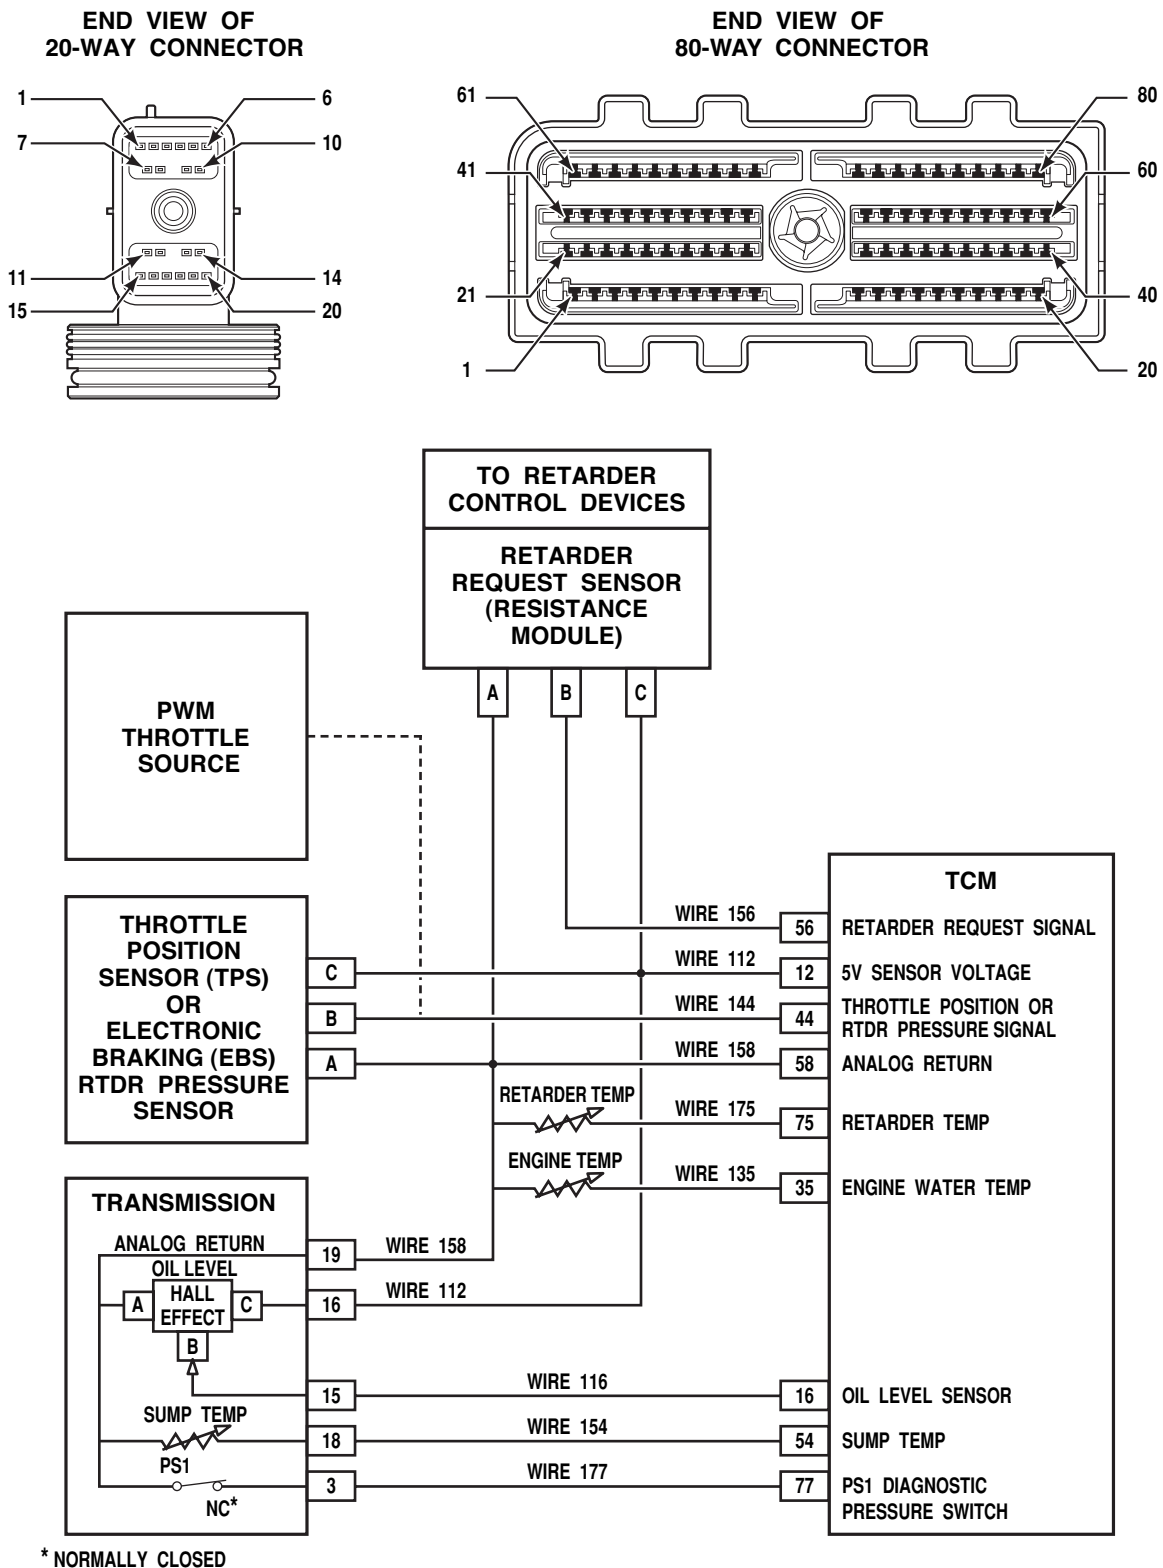 END VIEW OF
20-WAY CONNECTOR
1
6
7
10
11
14
15
20
END VIEW OF
80-WAY CONNECTOR
61
80
41
60
21
40
1
20
TO RETARDER
CONTROL DEVICES
RETARDER
REQUEST SENSOR
(RESISTANCE
MODULE)
A
B
C
PWM
THROTTLE
SOURCE
THROTTLE
POSITION
SENSOR (TPS)
OR
ELECTRONIC
BRAKING (EBS)
RTDR PRESSURE
SENSOR
C
B
A
TCM
WIRE 156
56
RETARDER REQUEST SIGNAL
WIRE 112
12
5V SENSOR VOLTAGE
WIRE 144
44
THROTTLE POSITION OR
RTDR PRESSURE SIGNAL
WIRE 158
58
ANALOG RETURN
RETARDER TEMP
WIRE 175
75
RETARDER TEMP
ENGINE TEMP
WIRE 135
35
ENGINE WATER TEMP
TRANSMISSION
ANALOG RETURN
19
WIRE 158
OIL LEVEL
A
HALL
EFFECT
C
B
16
WIRE 112
15
WIRE 116
16
OIL LEVEL SENSOR
SUMP TEMP
18
WIRE 154
54
SUMP TEMP
PS1
NC*
3
WIRE 177
77
PS1 DIAGNOSTIC
PRESSURE SWITCH
* NORMALLY CLOSED